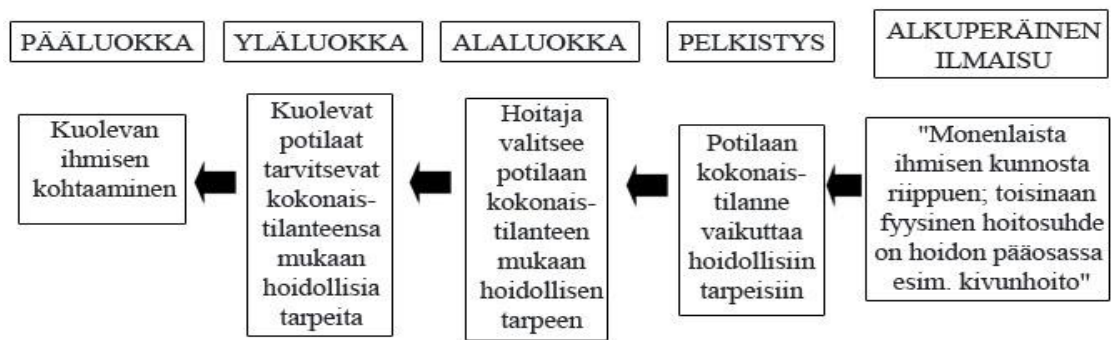 PÄÄLUOKKA
YLÄLUOKKA
ALALUOKKA
PELKISTYS
ALKUPERÄINEN
ILMAISU
Kuolevan
ihmisen
kohtaaminen
Kuolevat
potilaat
tarvitsevat
kokonais-
tilanteensa
mukaan
hoidollisia
tarpeita
Hoitaja
valitsee
potilaan
kokonais-
tilanteen
mukaan
hoidollisen
tarpeen
Potilaan
kokonais-
tilanne
vaikuttaa
hoidollisiin
tarpeisiin
"Monenlaista
ihmisen kunnosta
riippuen; toisinaan
fyysinen hoitosuhde
on hoidon pääosassa
esim. kivunhoito"